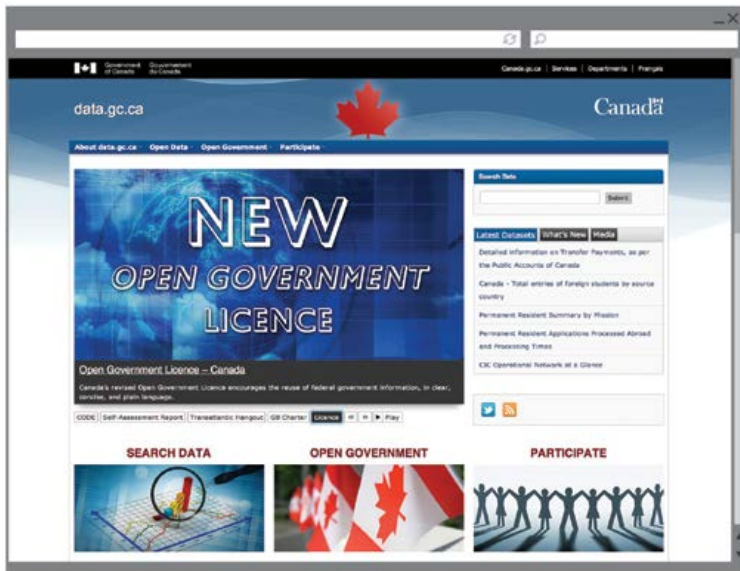 Government of Canada
Gouvernement du Canada
Canada.gc.ca | Services | Departments | Français
data.gc.ca
Canada
About data.gc.ca
Open Data
Open Government
Participate
NEW
OPEN GOVERNMENT
LICENCE
Open Government Licence – Canada
Canada's revised Open Government Licence encourages the reuse of federal government information, in clear,
concise, and plain language.
CODE
Self-Assessment Report
Transatlantic Hangout
G8 Charter
Licence
Play
Search Data
Submit
Latest Datasets
What's New
Media
Detailed information on Transfer Payments, as per
the Public Accounts of Canada
Canada - Total entries of foreign students by source
country
Permanent Resident Summary by Mission
Permanent Resident Applications Processed Abroad
and Processing Times
CSC Operational Network at a Glance
SEARCH DATA
OPEN GOVERNMENT
PARTICIPATE